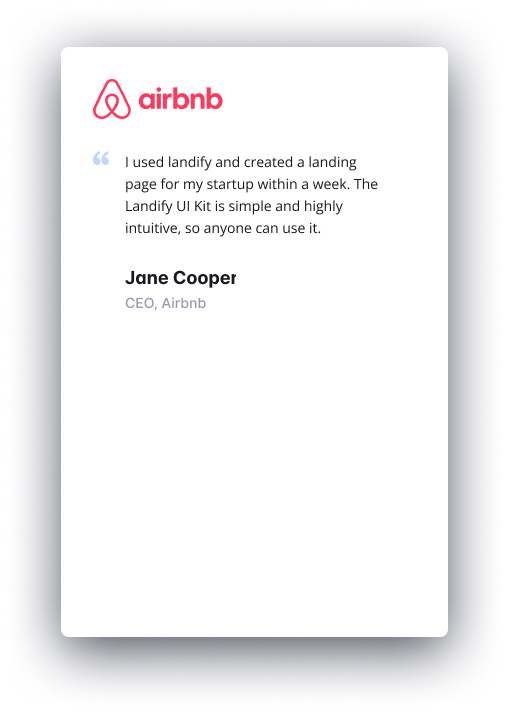 airbnb
“
I used landify and created a landing
page for my startup within a week. The
Landify UI Kit is simple and highly
intuitive, so anyone can use it.
Jane Cooper
CEO, Airbnb